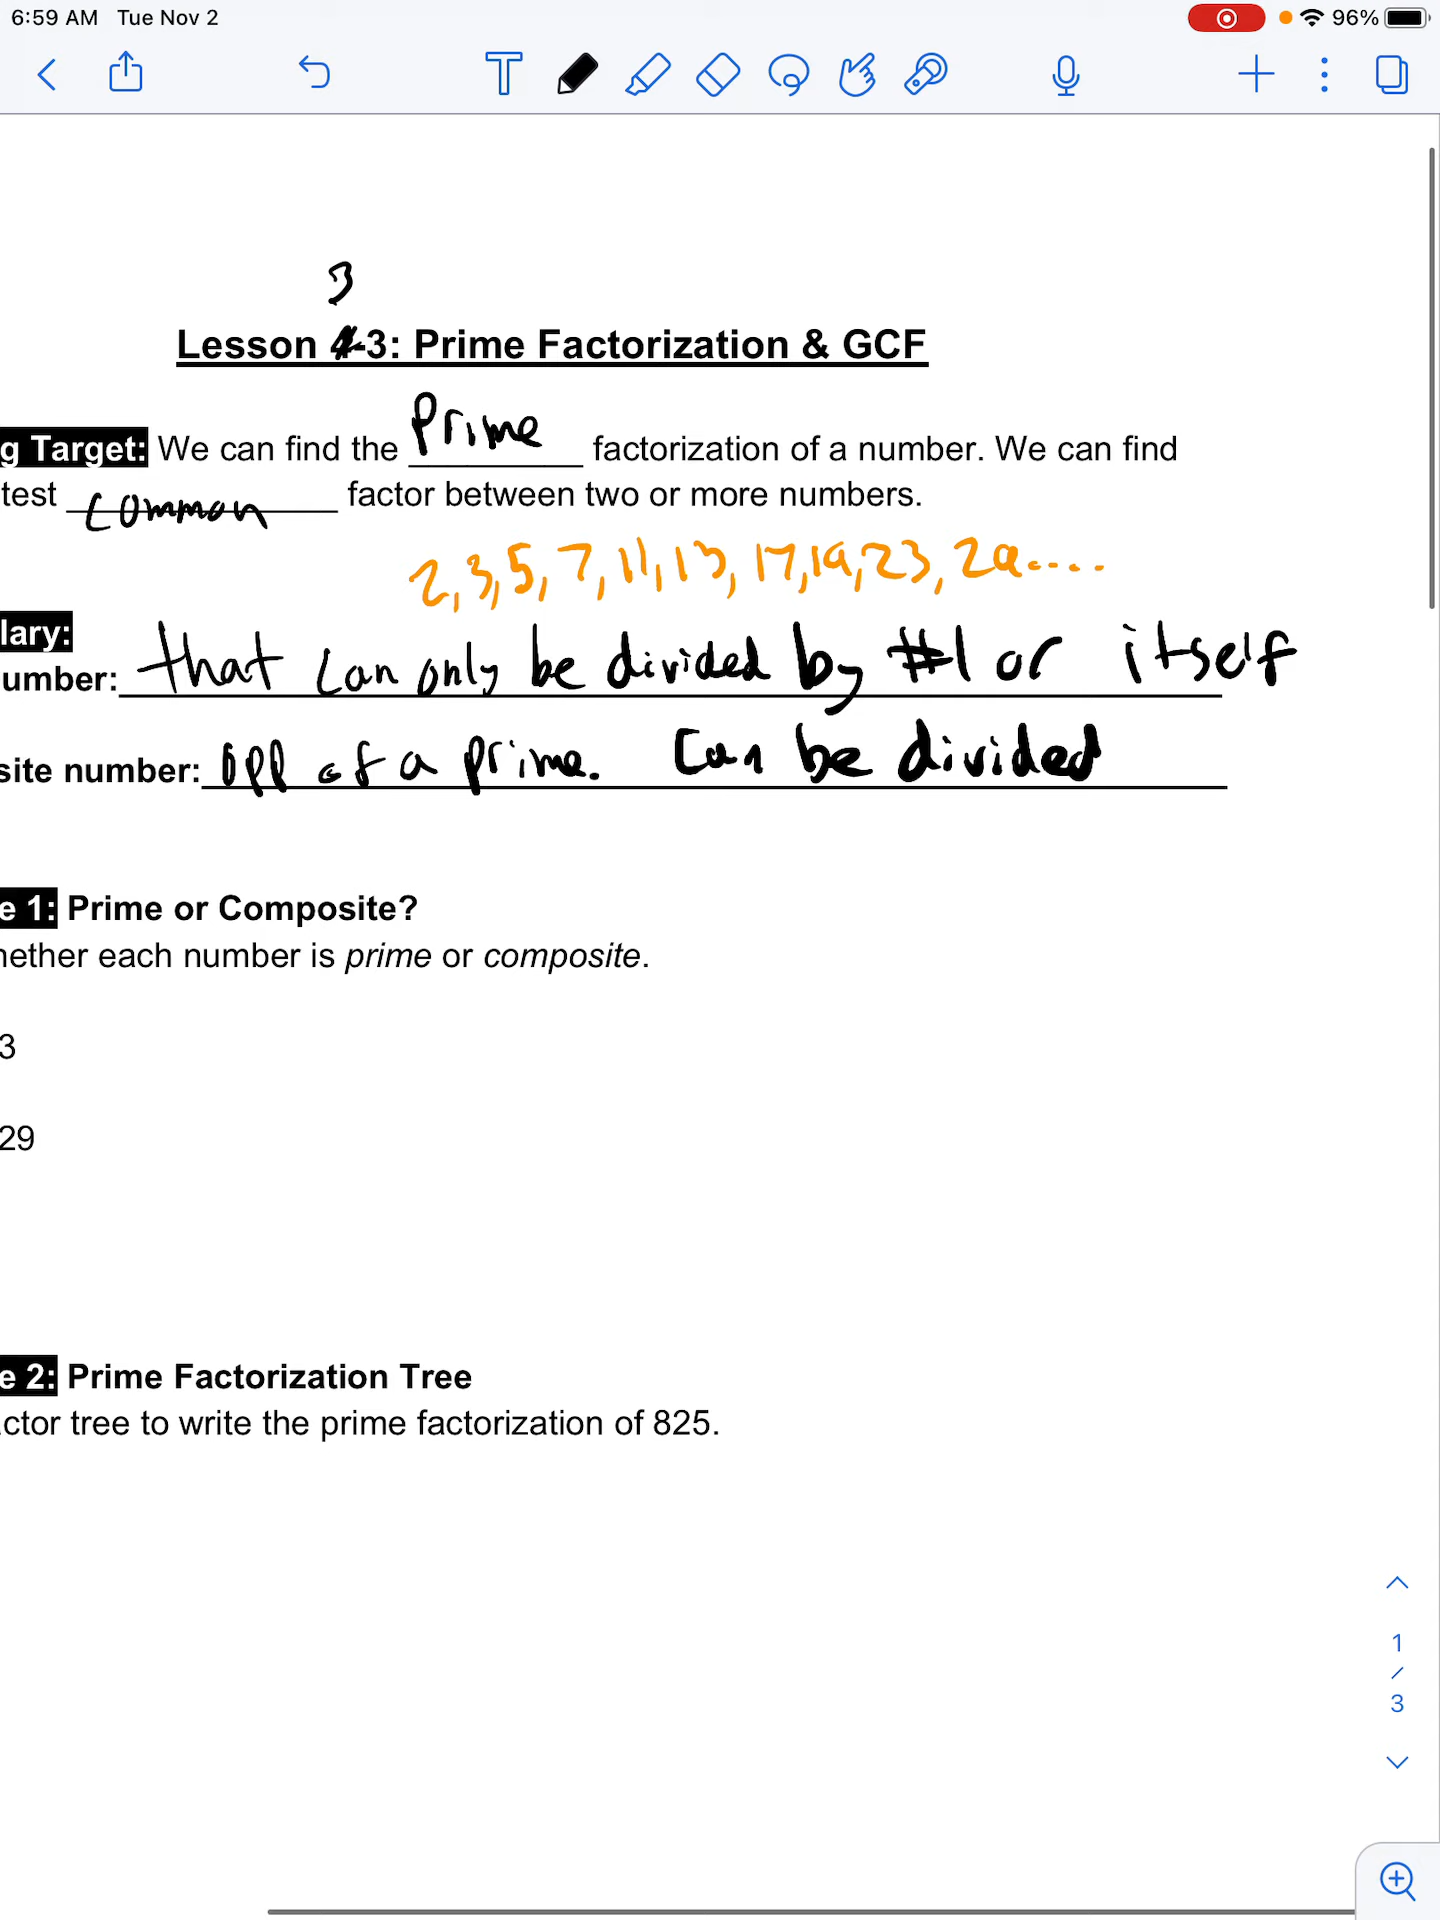 6:59 AM Tue Nov 2 96%
3
Lesson 4-3: Prime Factorization & GCF
g Target: We can find the Prime factorization of a number. We can find
test common factor between two or more numbers.
2,3,5,7,11,13,17,19,23,29....
lary:
umber: that can only be divided by #1 or itself
site number: opp of a prime. Can be divided
e 1: Prime or Composite?
hether each number is prime or composite.
3
29
e 2: Prime Factorization Tree
ctor tree to write the prime factorization of 825.
1
/
3